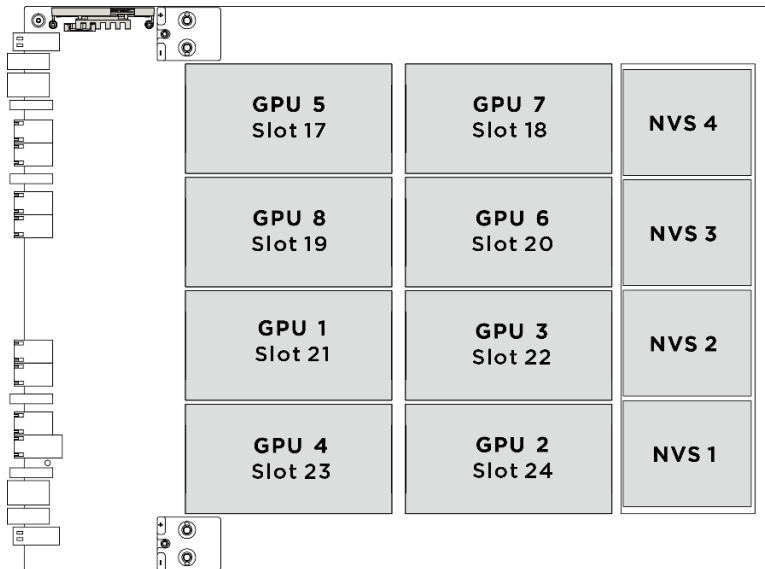 GPU 5
Slot 17
GPU 7
Slot 18
NVS 4
GPU 8
Slot 19
GPU 6
Slot 20
NVS 3
GPU 1
Slot 21
GPU 3
Slot 22
NVS 2
GPU 4
Slot 23
GPU 2
Slot 24
NVS 1